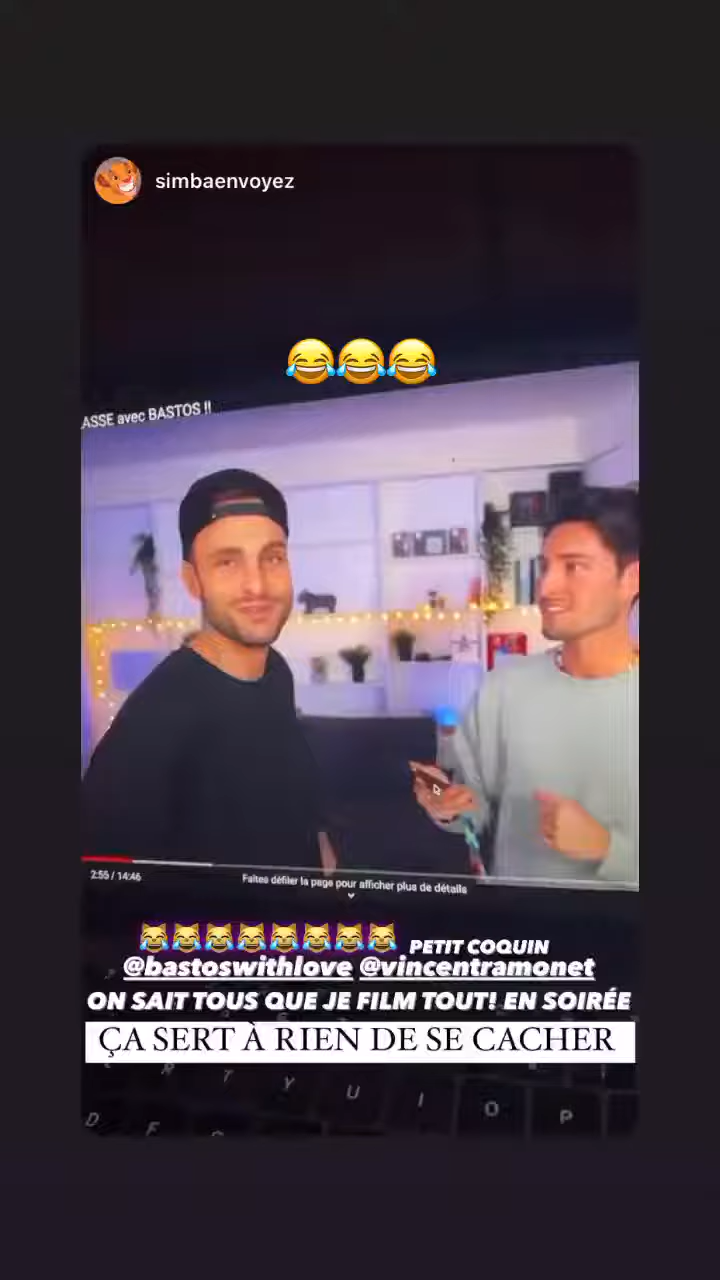 simbaenvoyez
😂😂😂
ASSE avec BASTOS !!
2:55 / 14:46
Faites défiler la page pour afficher plus de détails
😹😹😹😹😹😹😹😹 PETIT COQUIN
@bastoswithlove @vincentramonet
ON SAIT TOUS QUE JE FILM TOUT! EN SOIRÉE
ÇA SERT À RIEN DE SE CACHER
R T Y U I O P
D F